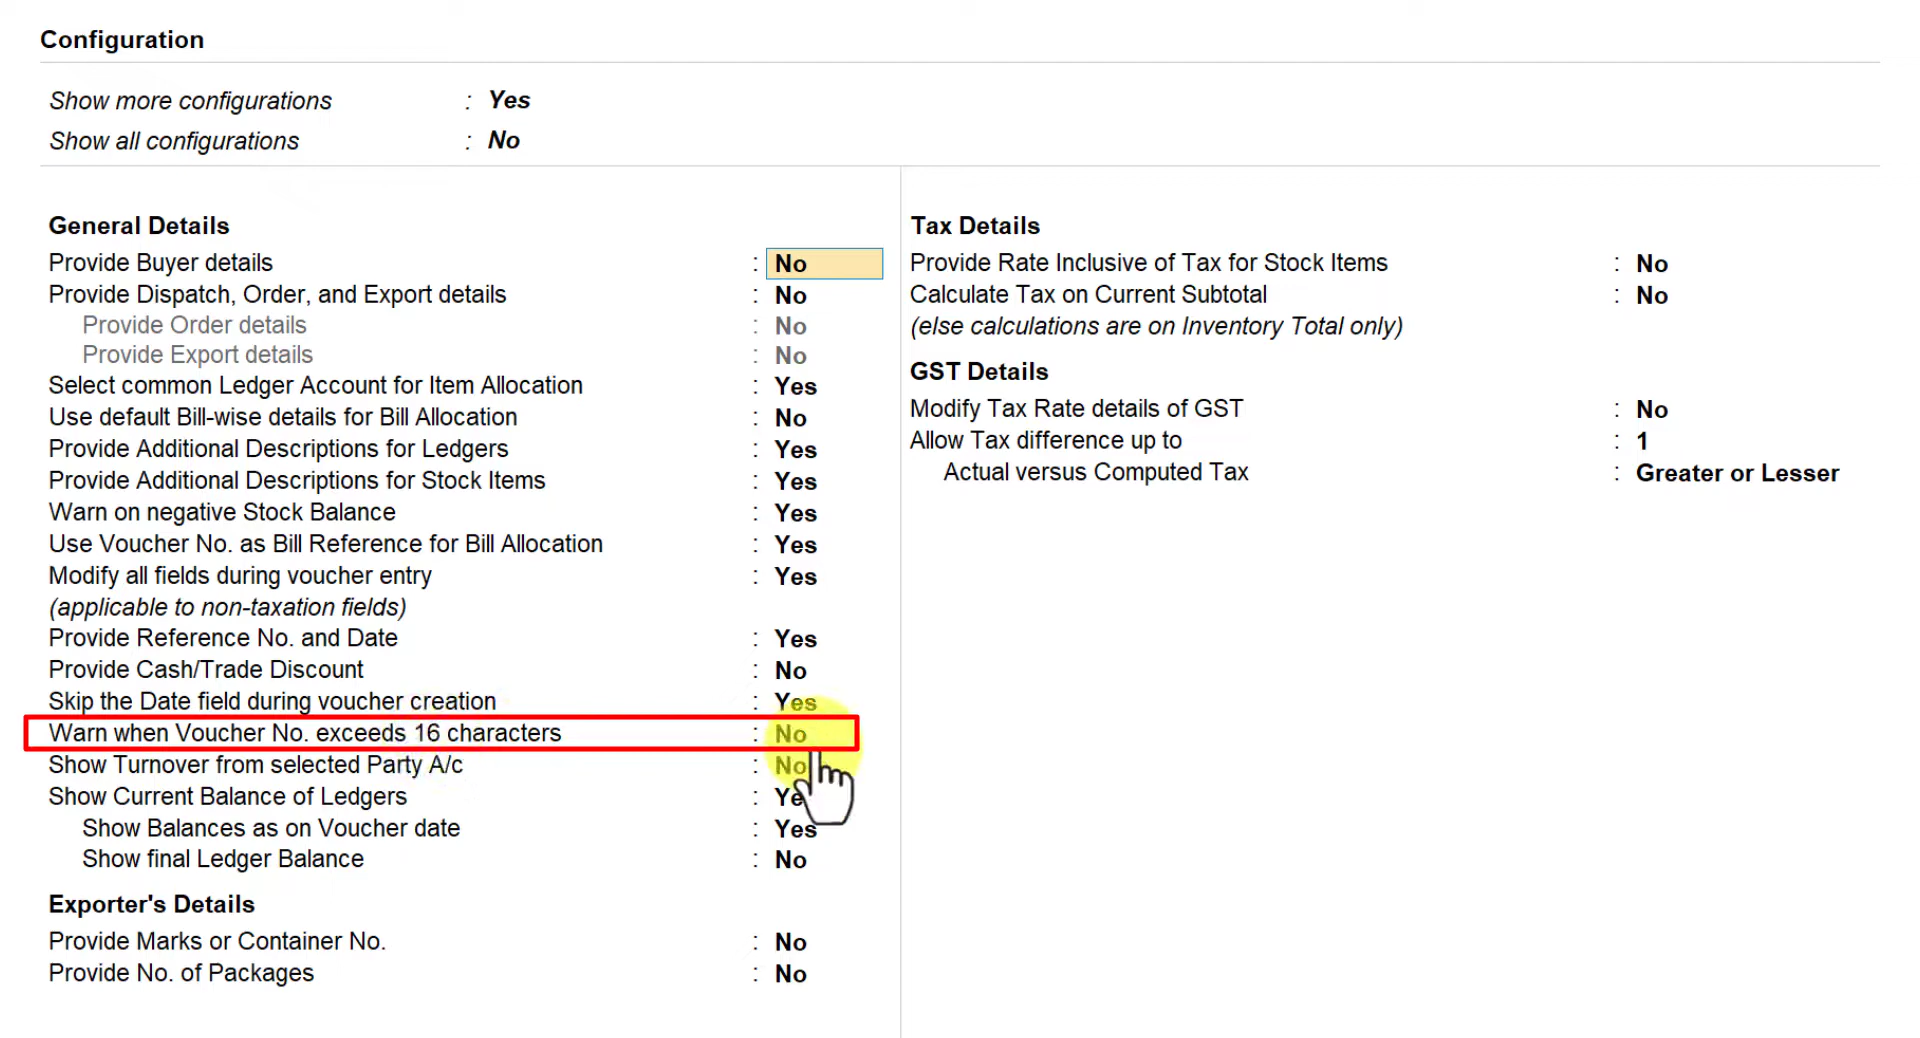 Configuration
Show more configurations : Yes
Show all configurations : No
General Details
Provide Buyer details : No
Provide Dispatch, Order, and Export details : No
Provide Order details : No
Provide Export details : No
Select common Ledger Account for Item Allocation : Yes
Use default Bill-wise details for Bill Allocation : No
Provide Additional Descriptions for Ledgers : Yes
Provide Additional Descriptions for Stock Items : Yes
Warn on negative Stock Balance : Yes
Use Voucher No. as Bill Reference for Bill Allocation : Yes
Modify all fields during voucher entry : Yes
(applicable to non-taxation fields)
Provide Reference No. and Date : Yes
Provide Cash/Trade Discount : No
Skip the Date field during voucher creation : Yes
Warn when Voucher No. exceeds 16 characters : No
Show Turnover from selected Party A/c : No
Show Current Balance of Ledgers : Yes
Show Balances as on Voucher date : Yes
Show final Ledger Balance : No
Exporter's Details
Provide Marks or Container No. : No
Provide No. of Packages : No
Tax Details
Provide Rate Inclusive of Tax for Stock Items : No
Calculate Tax on Current Subtotal : No
(else calculations are on Inventory Total only)
GST Details
Modify Tax Rate details of GST : No
Allow Tax difference up to : 1
Actual versus Computed Tax : Greater or Lesser